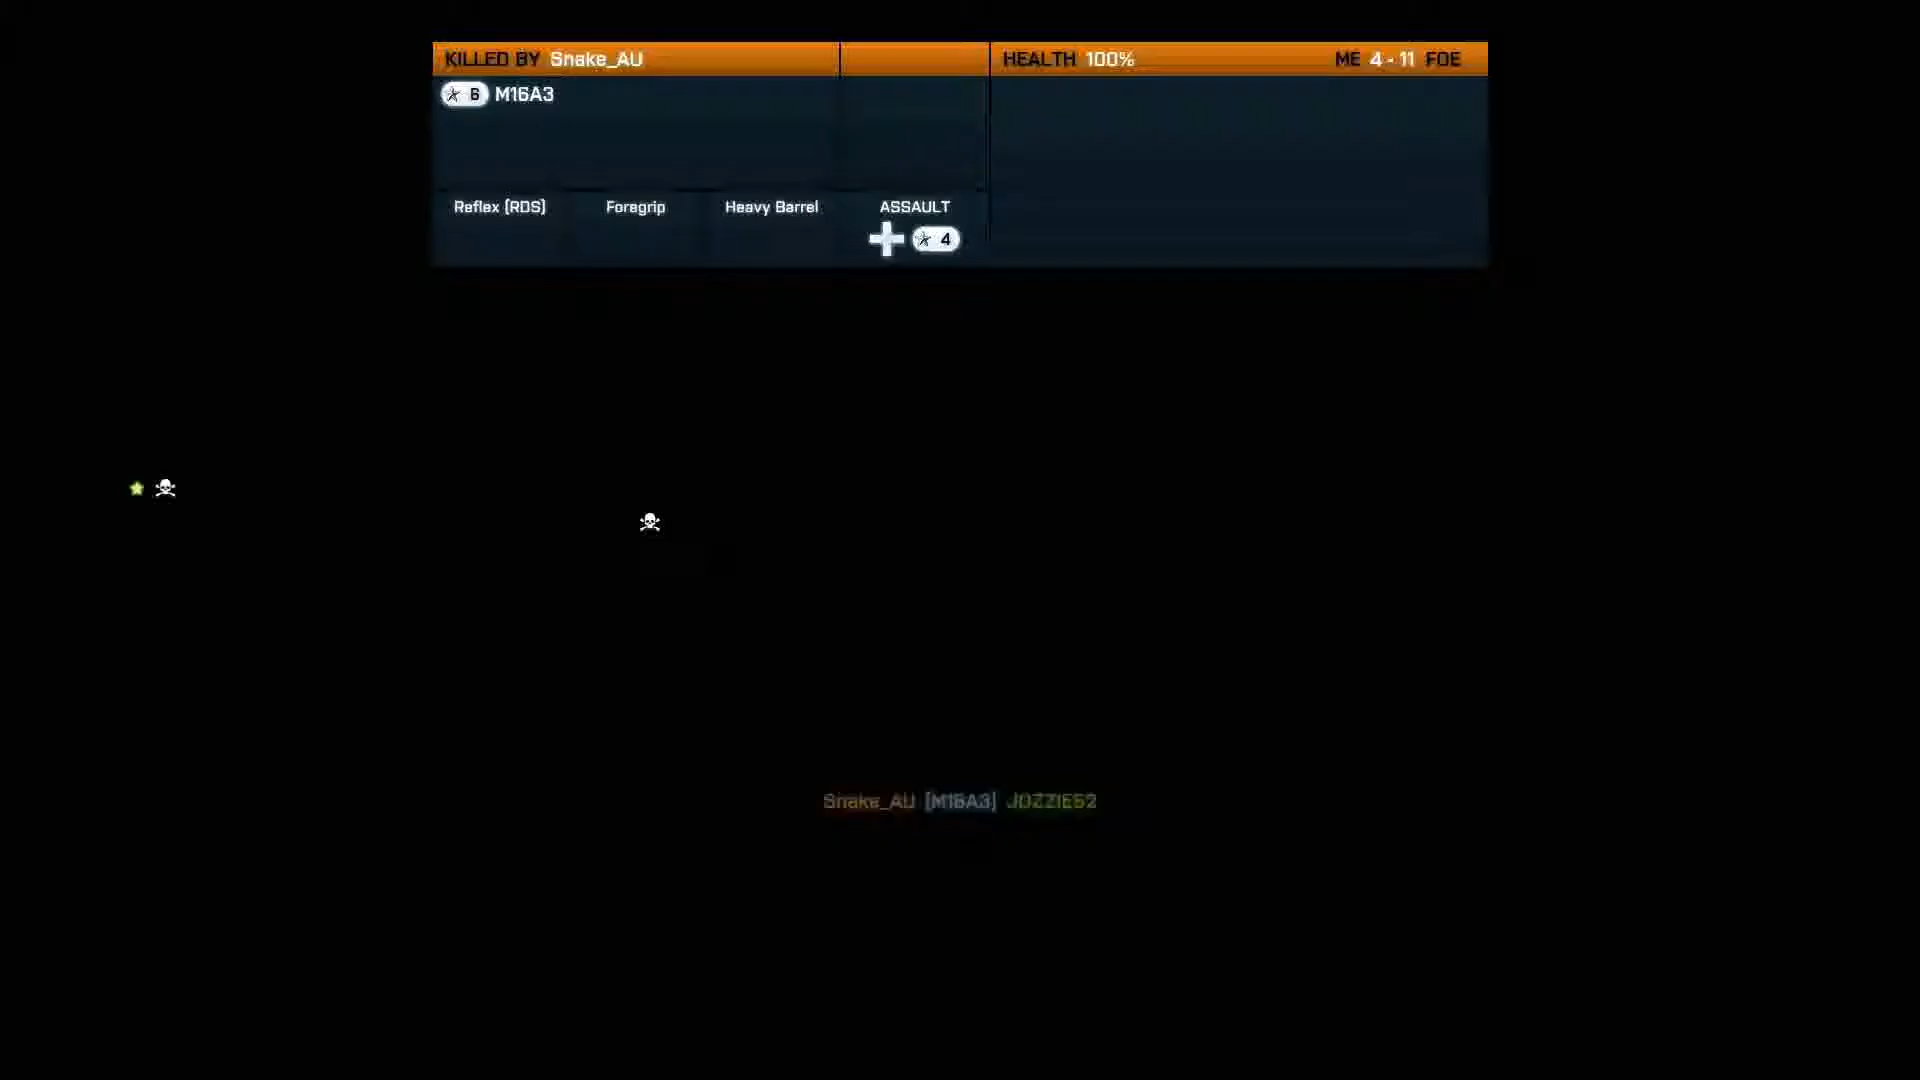 KILLED BY Snake_AU HEALTH 100% ME 4 - 11 FOE
6 M16A3
Reflex (RDS) Foregrip Heavy Barrel ASSAULT
4
Snake_AU [M16A3] JOZZIE52